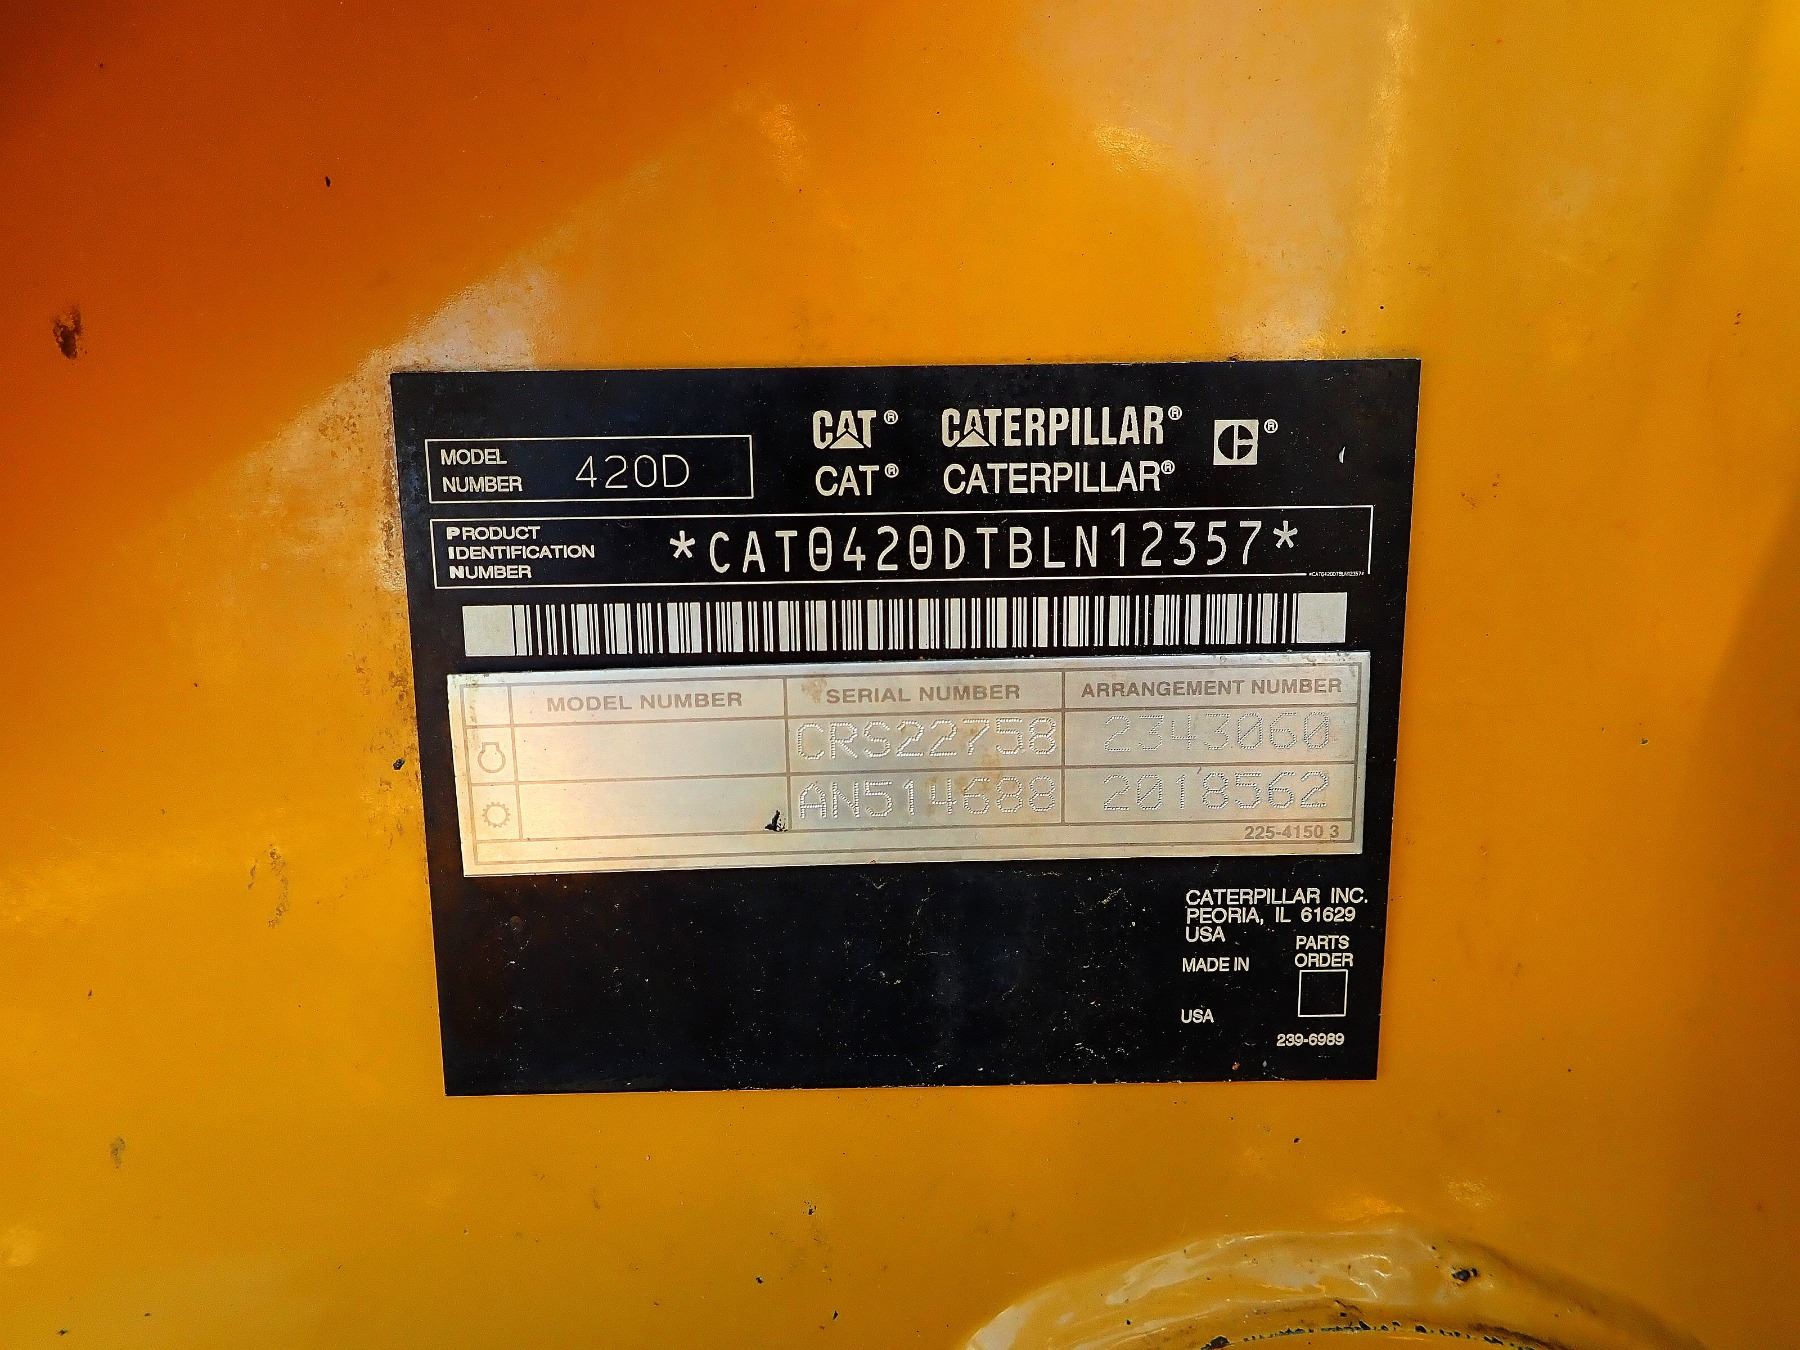 CAT® CATERPILLAR® ®
CAT® CATERPILLAR®
MODEL
NUMBER 420D
PRODUCT
IDENTIFICATION
NUMBER
*CAT0420DTBLN12357*
*CAT0420DTBLN12357*
MODEL NUMBER SERIAL NUMBER ARRANGEMENT NUMBER
CRS22758 2343060
AN514688 2018562
225-4150 3
CATERPILLAR INC.
PEORIA, IL 61629
USA
PARTS
ORDER
MADE IN
USA
239-6989